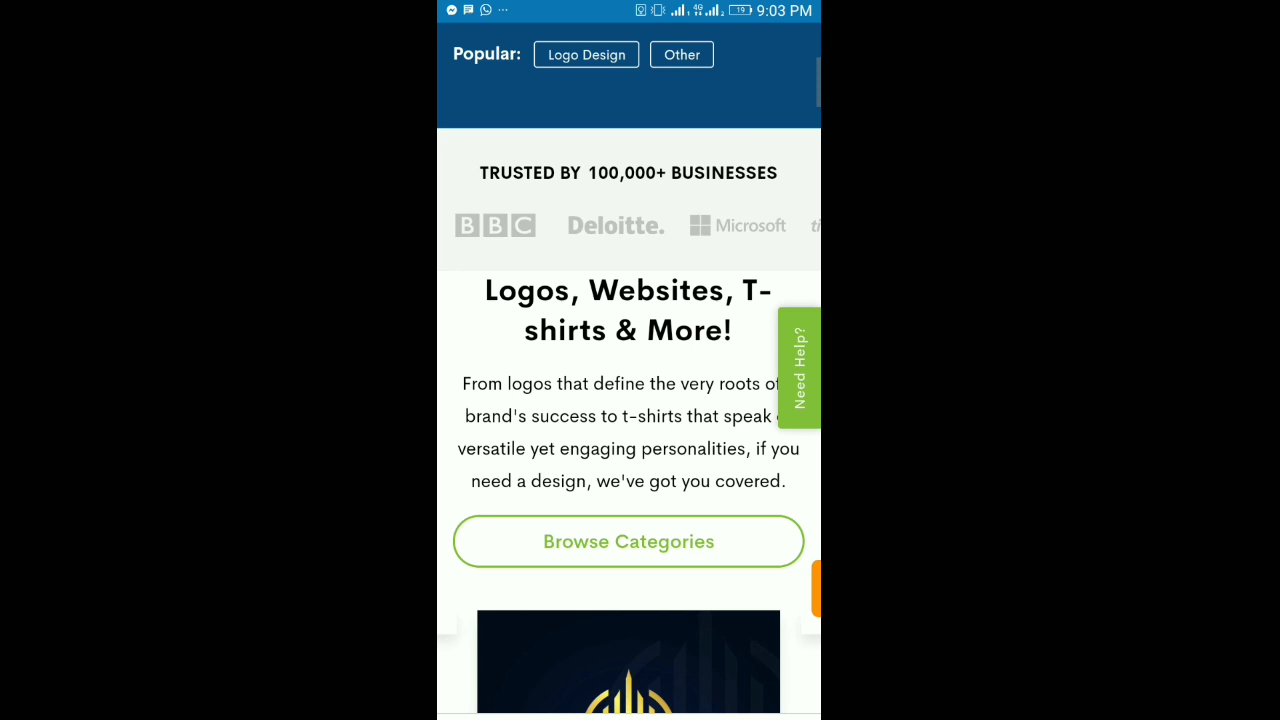 19 9:03 PM
Popular: Logo Design Other
TRUSTED BY 100,000+ BUSINESSES
BBC Deloitte. Microsoft ti
Logos, Websites, T-
shirts & More!
Need Help?
From logos that define the very roots of
brand's success to t-shirts that speak
versatile yet engaging personalities, if you
need a design, we've got you covered.
Browse Categories